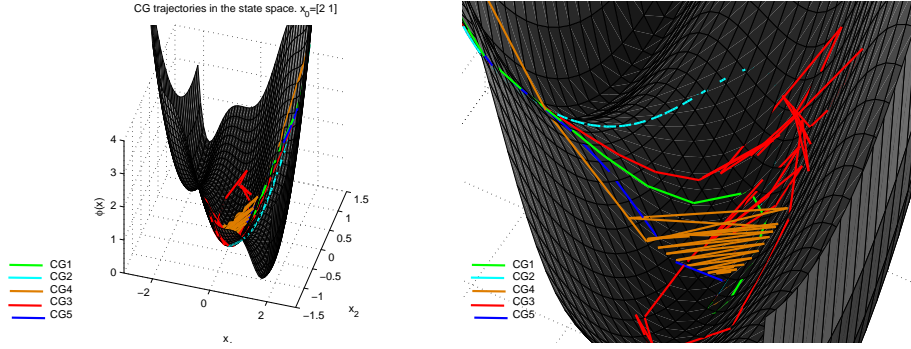 CG trajectories in the state space. x0=[2 1]
4
3
2
1
0
ϕ(x)
−2
0
2
1.5
1
0.5
0
−0.5
−1
−1.5
x2
CG1
CG2
CG4
CG3
CG5
CG1
CG2
CG4
CG3
CG5